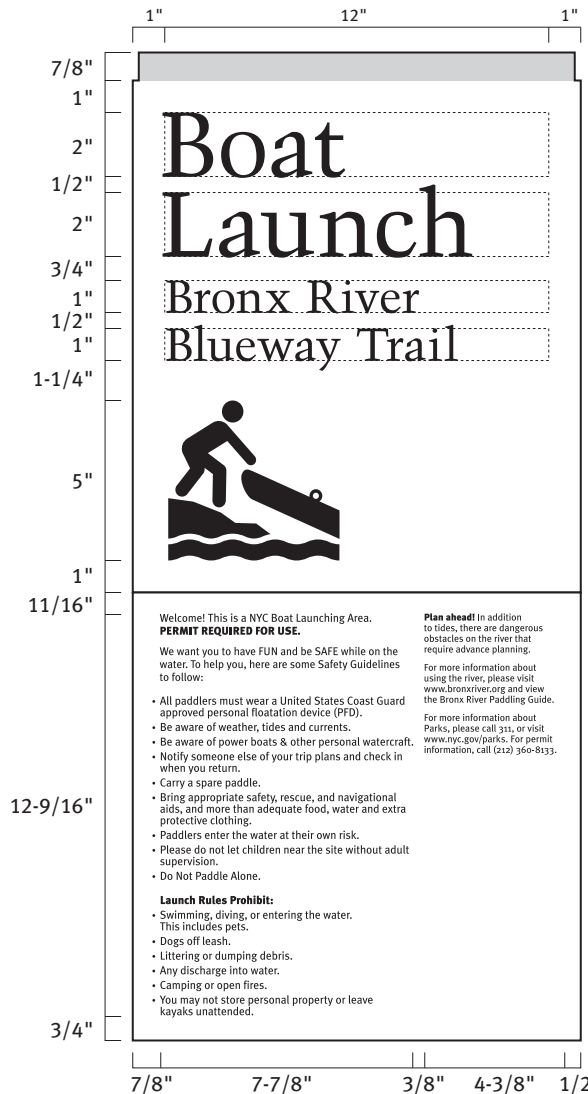 1" 12" 1"
7/8"
1"
2"
1/2"
2"
3/4"
1"
1/2"
1"
1-1/4"
5"
1"
11/16"
12-9/16"
3/4"
Boat
Launch
Bronx River
Blueway Trail
Welcome! This is a NYC Boat Launching Area.
PERMIT REQUIRED FOR USE.
We want you to have FUN and be SAFE while on the
water. To help you, here are some Safety Guidelines
to follow:
• All paddlers must wear a United States Coast Guard
approved personal floatation device (PFD).
• Be aware of weather, tides and currents.
• Be aware of power boats & other personal watercraft.
• Notify someone else of your trip plans and check in
when you return.
• Carry a spare paddle.
• Bring appropriate safety, rescue, and navigational
aids, and more than adequate food, water and extra
protective clothing.
• Paddlers enter the water at their own risk.
• Please do not let children near the site without adult
supervision.
• Do Not Paddle Alone.
Launch Rules Prohibit:
• Swimming, diving, or entering the water.
This includes pets.
• Dogs off leash.
• Littering or dumping debris.
• Any discharge into water.
• Camping or open fires.
• You may not store personal property or leave
kayaks unattended.
Plan ahead! In addition
to tides, there are dangerous
obstacles on the river that
require advance planning.
For more information about
using the river, please visit
www.bronxriver.org and view
the Bronx River Paddling Guide.
For more information about
Parks, please call 311, or visit
www.nyc.gov/parks. For permit
information, call (212) 360-8133.
7/8" 7-7/8" 3/8" 4-3/8" 1/2